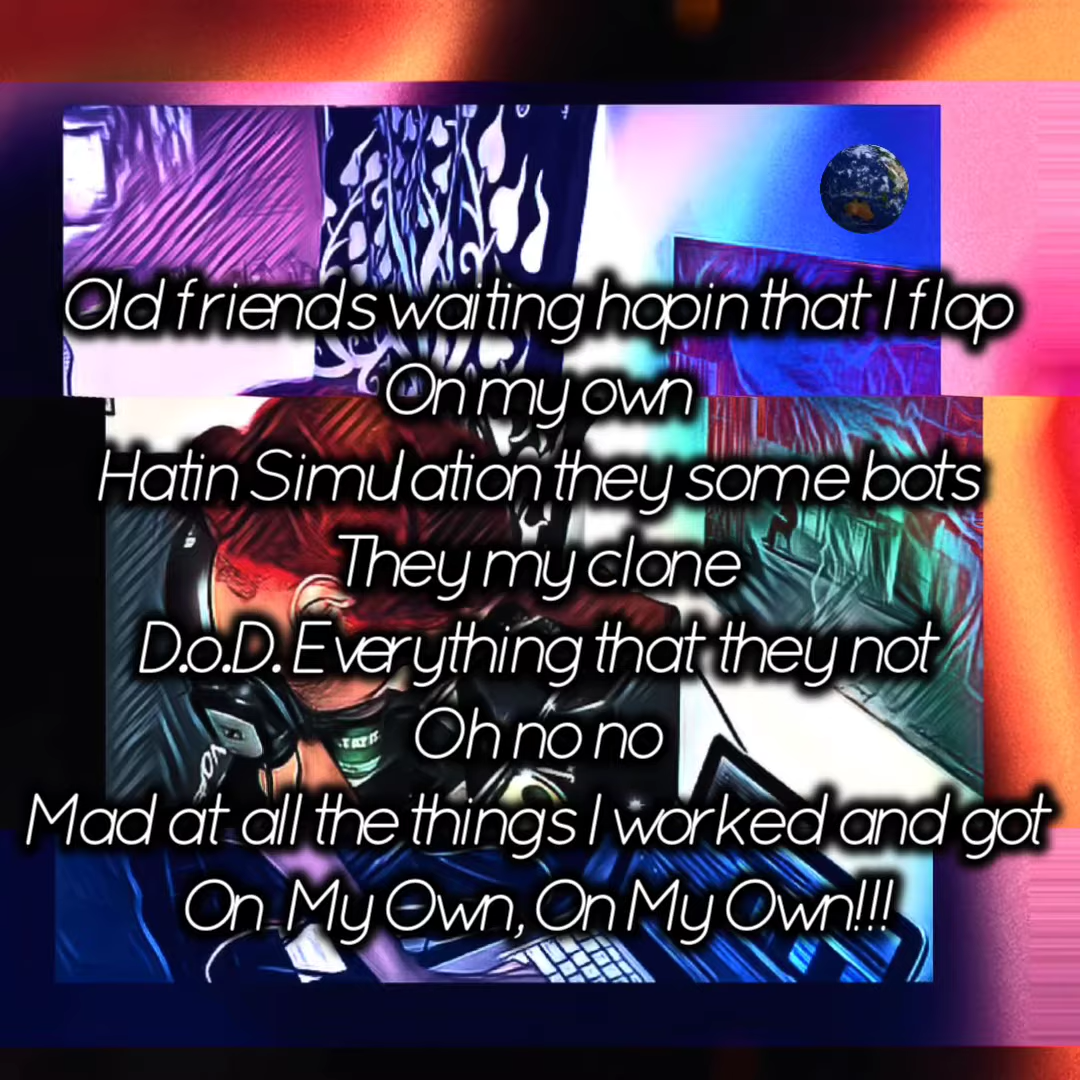 Old friends waiting hopin that I flop
On my own
Hatin Simulation they some bots
They my clone
D.o.D. Everything that they not
Oh no no
Mad at all the things I worked and got
On My Own, On My Own!!!